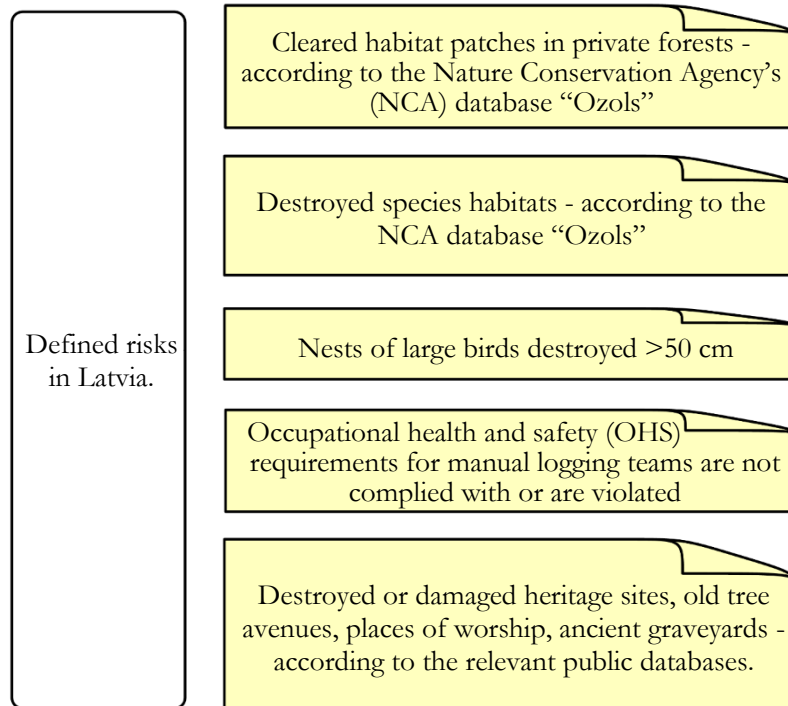 Defined risks
in Latvia.
Cleared habitat patches in private forests -
according to the Nature Conservation Agency's
(NCA) database “Ozols”
Destroyed species habitats - according to the
NCA database “Ozols”
Nests of large birds destroyed >50 cm
Occupational health and safety (OHS)
requirements for manual logging teams are not
complied with or are violated
Destroyed or damaged heritage sites, old tree
avenues, places of worship, ancient graveyards -
according to the relevant public databases.